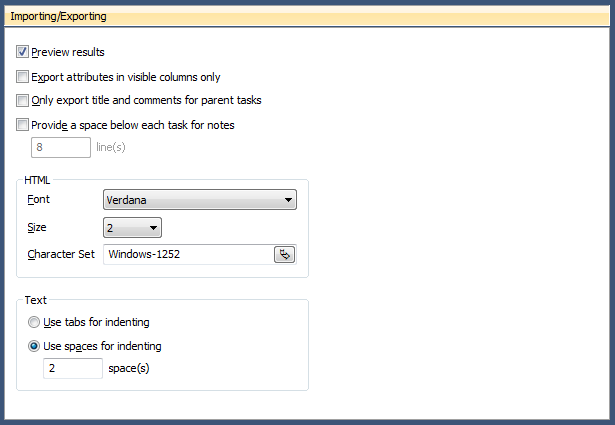 Importing/Exporting
Preview results
Export attributes in visible columns only
Only export title and comments for parent tasks
Provide a space below each task for notes
8 line(s)
HTML
Font Verdana
Size 2
Character Set Windows-1252
Text
Use tabs for indenting
Use spaces for indenting
2 space(s)